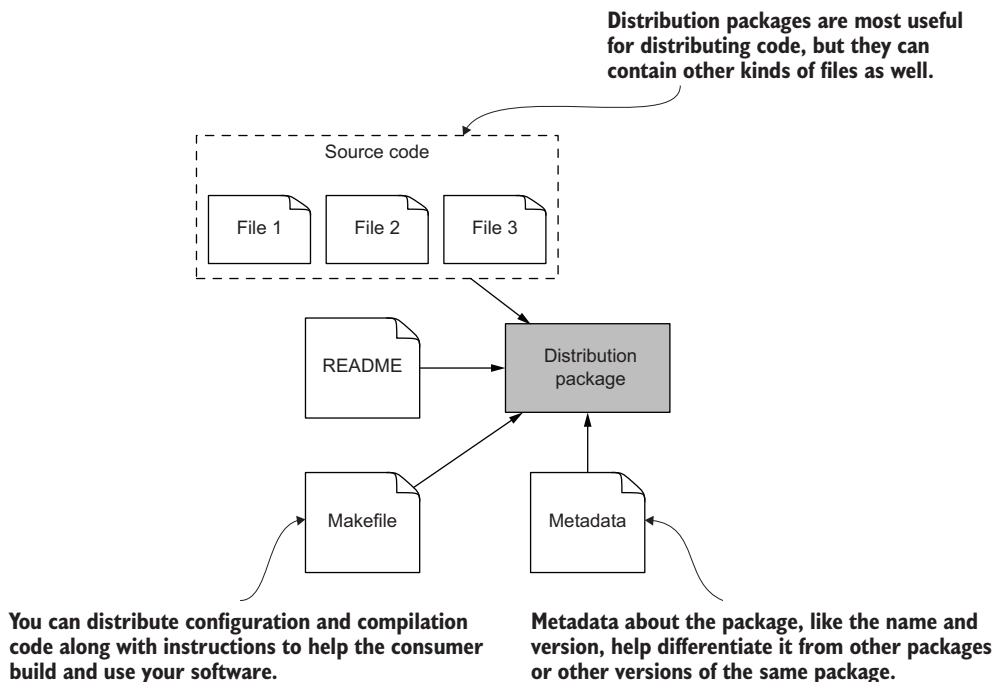 Distribution packages are most useful
for distributing code, but they can
contain other kinds of files as well.
Source code
File 1
File 2
File 3
README
Distribution
package
Makefile
Metadata
You can distribute configuration and compilation
code along with instructions to help the consumer
build and use your software.
Metadata about the package, like the name and
version, help differentiate it from other packages
or other versions of the same package.